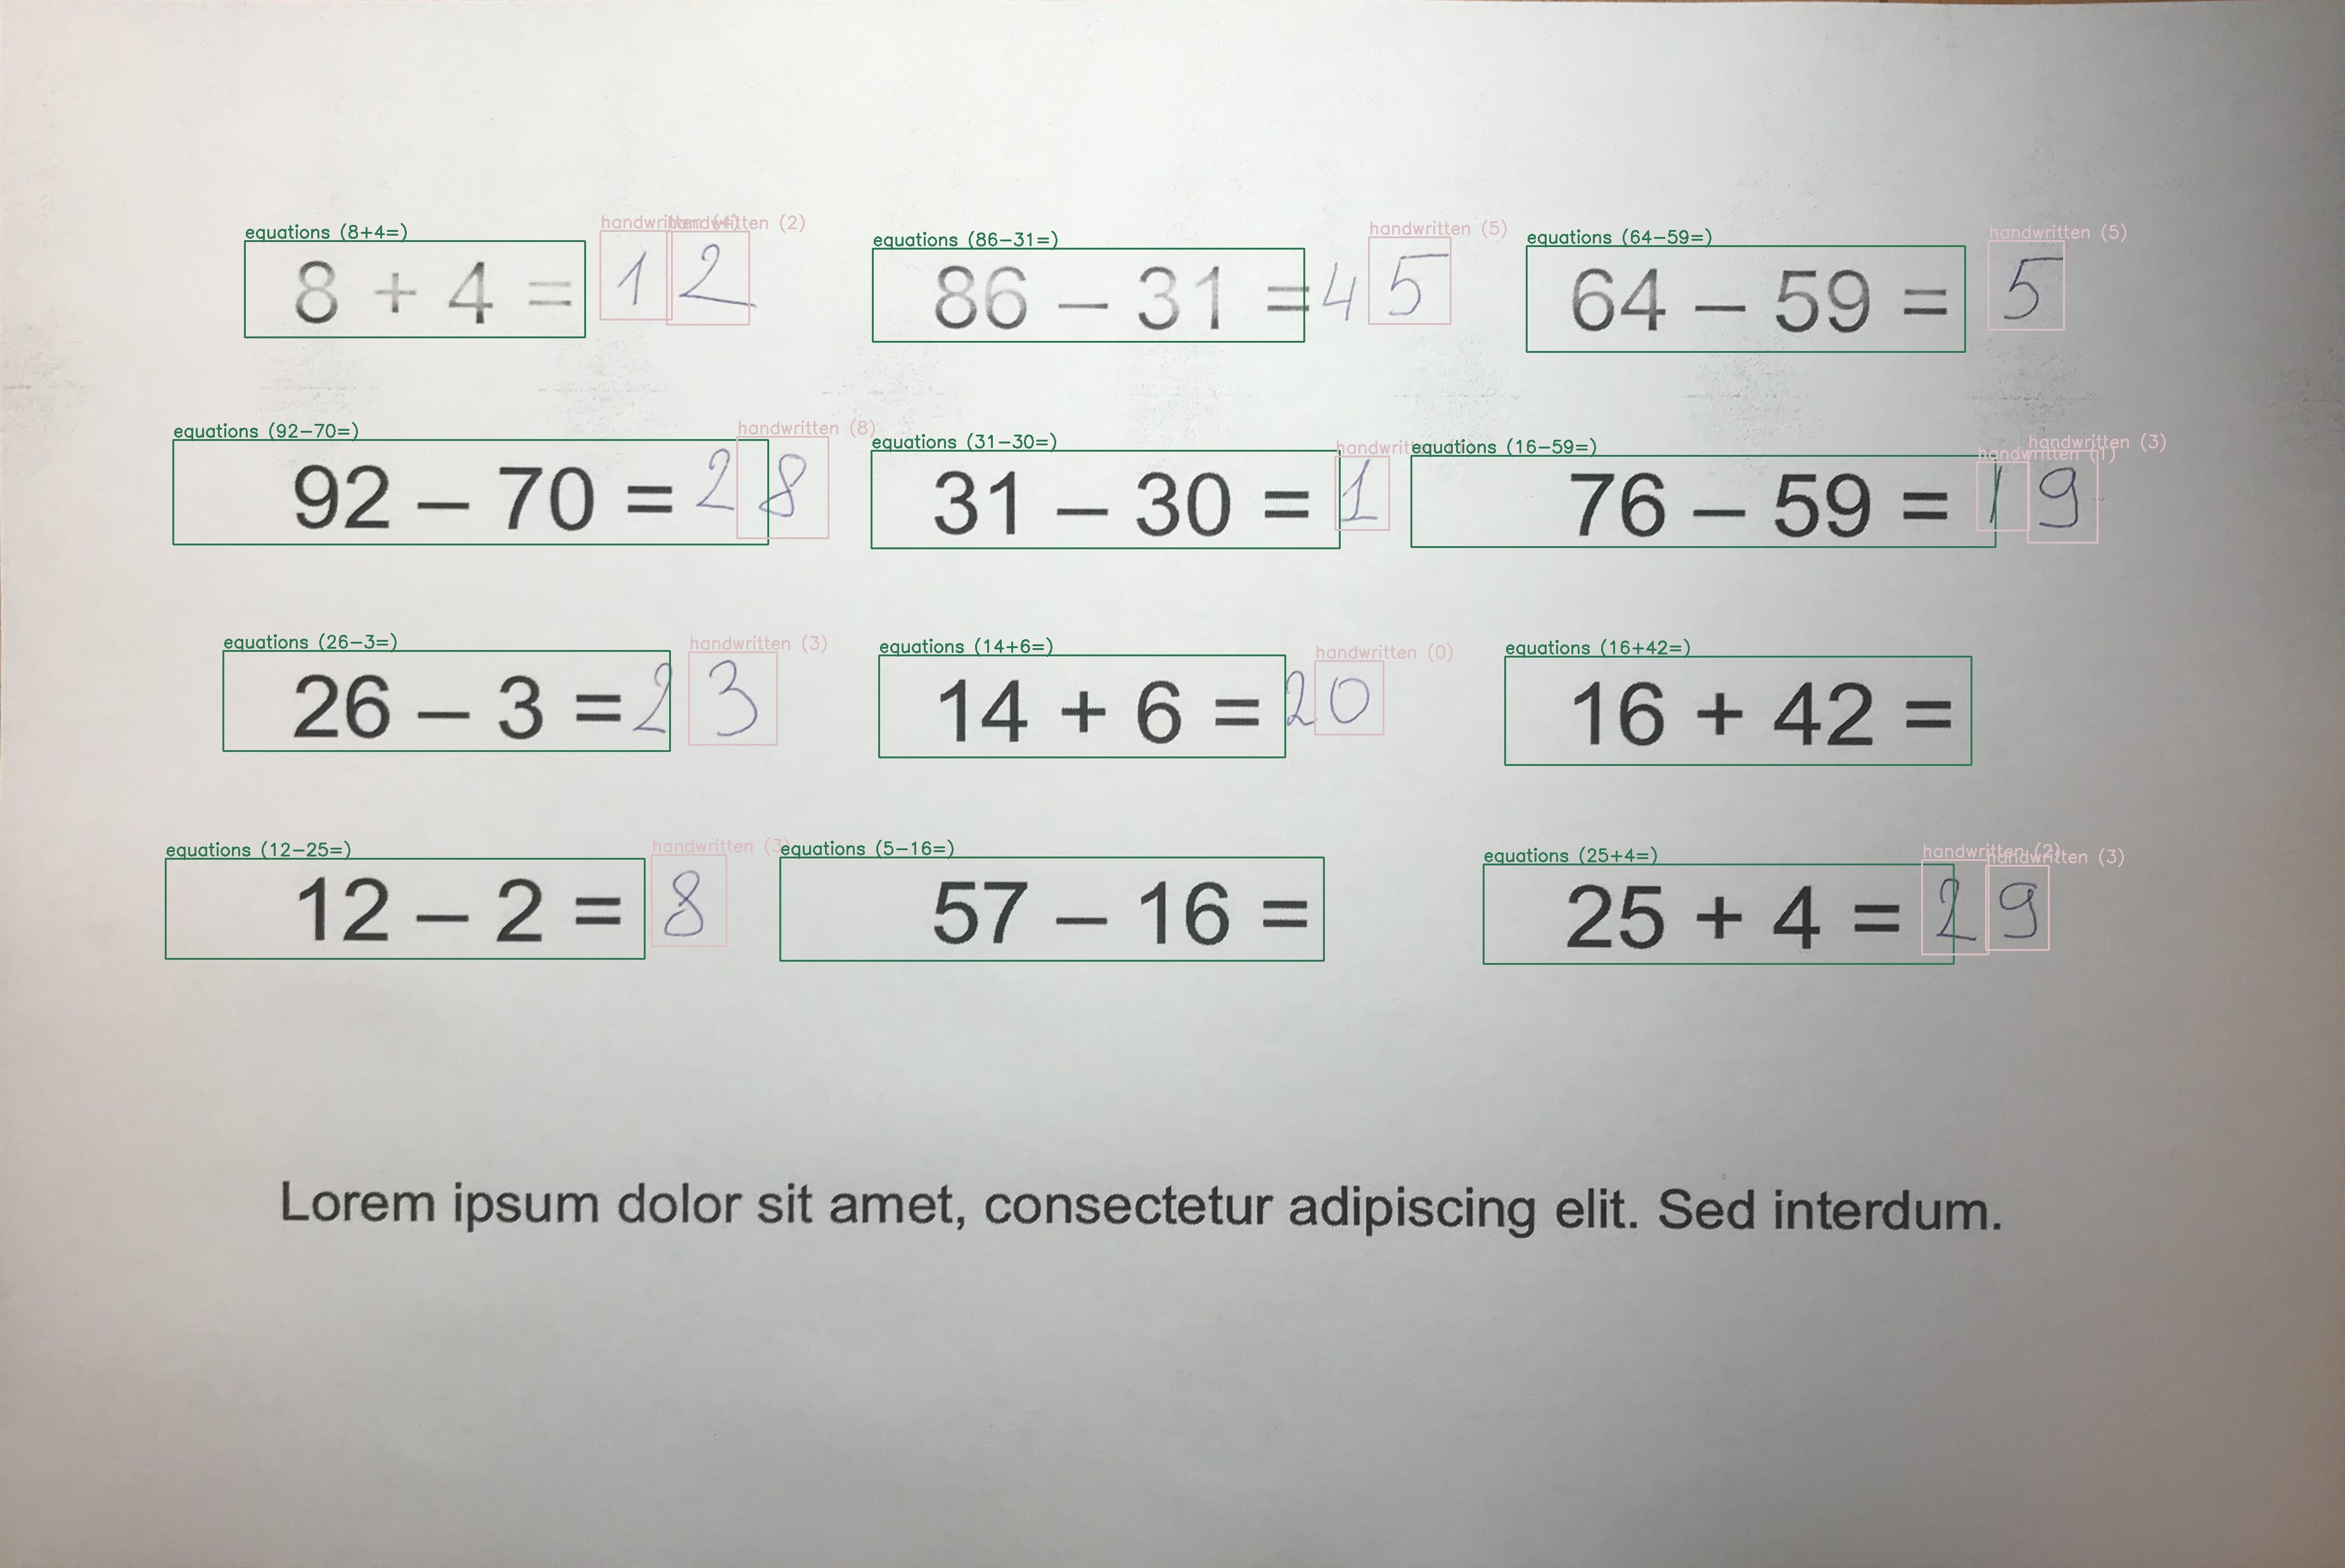 equations (8+4=) handwritten (4) handwritten (2) equations (86-31=) handwritten (5) equations (64-59=) handwritten (5)
8 + 4 = 12 86 – 31 = 45 64 – 59 = 5
equations (92-70=) handwritten (8) equations (31-30=) handwritten equations (16-59=) handwritten (1) handwritten (3)
92 – 70 = 28 31 – 30 = 1 76 – 59 = 19
equations (26-3=) handwritten (3) equations (14+6=) handwritten (0) equations (16+42=)
26 – 3 = 23 14 + 6 = 20 16 + 42 =
equations (12-25=) handwritten (3) equations (5-16=) equations (25+4=) handwritten (2) handwritten (3)
12 – 2 = 8 57 – 16 = 25 + 4 = 29
Lorem ipsum dolor sit amet, consectetur adipiscing elit. Sed interdum.